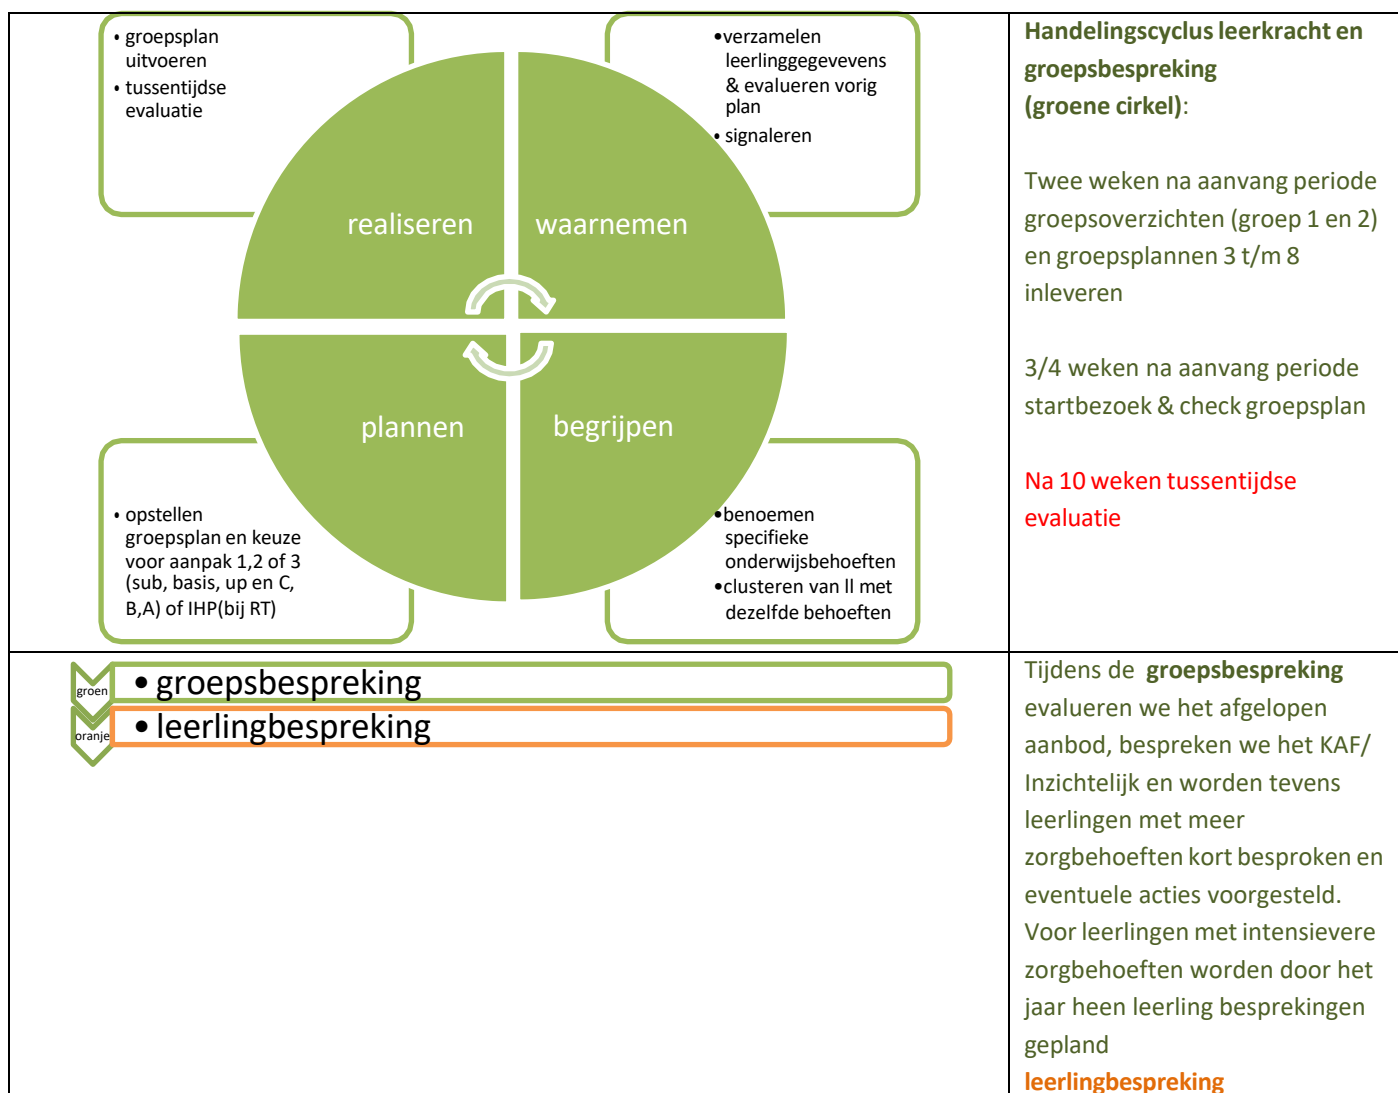 • groepsplan
uitvoeren
• tussentijdse
evaluatie
•verzamelen
leerlinggegevevens
& evalueren vorig
plan
• signaleren
realiseren
waarnemen
plannen
begrijpen
• opstellen
groepsplan en keuze
voor aanpak 1,2 of 3
(sub, basis, up en C,
B,A) of IHP(bij RT)
•benoemen
specifieke
onderwijsbehoeften
•clusteren van ll met
dezelfde behoeften
Handelingscyclus leerkracht en
groepsbespreking
(groene cirkel):
Twee weken na aanvang periode
groepsoverzichten (groep 1 en 2)
en groepsplannen 3 t/m 8
inleveren
3/4 weken na aanvang periode
startbezoek & check groepsplan
Na 10 weken tussentijdse
evaluatie
groen
• groepsbespreking
oranje
• leerlingbespreking
Tijdens de groepsbespreking
evalueren we het afgelopen
aanbod, bespreken we het KAF/
Inzichtelijk en worden tevens
leerlingen met meer
zorgbehoeften kort besproken en
eventuele acties voorgesteld.
Voor leerlingen met intensievere
zorgbehoeften worden door het
jaar heen leerling besprekingen
gepland
leerlingbespreking